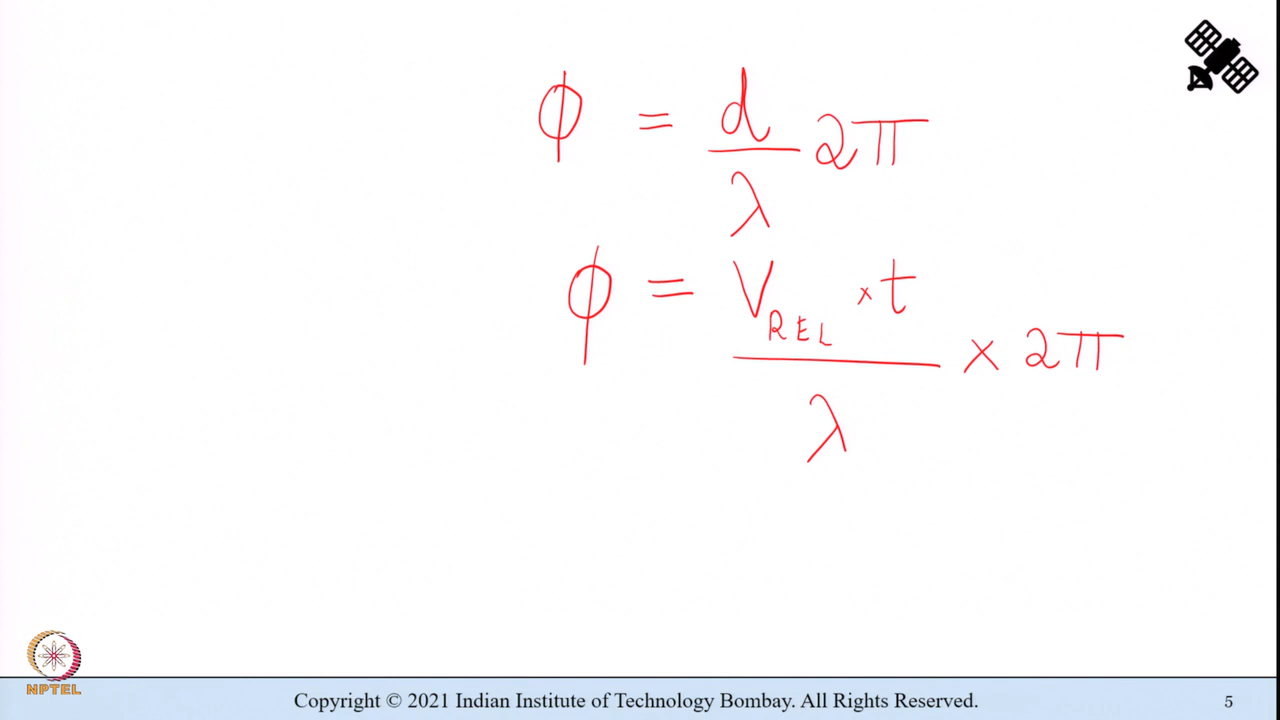 ϕ = d/λ 2π
ϕ = V_REL × t / λ × 2π
NPTEL
Copyright © 2021 Indian Institute of Technology Bombay. All Rights Reserved.
5